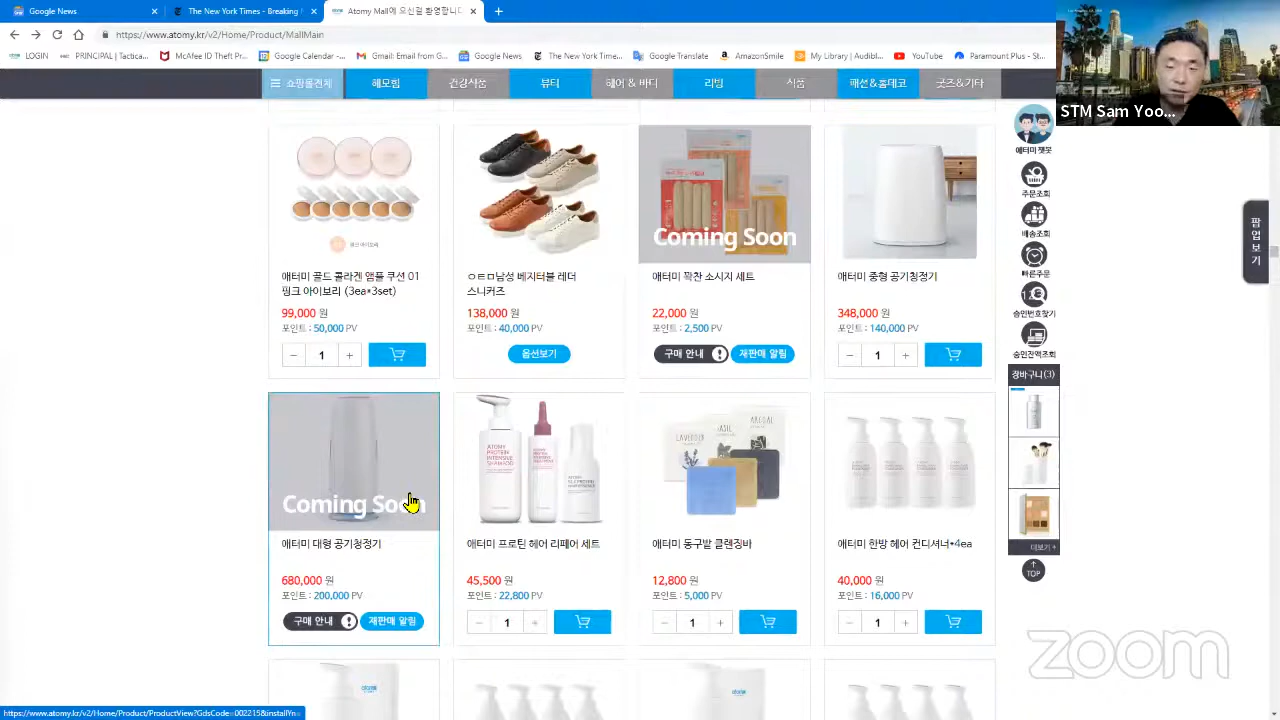 Google News
The New York Times - Breaking
Atomy Mall에 오신걸 환영합니다
https://www.atomy.kr/v2/Home/Product/MallMain
LOGIN
PRINCIPAL | Tactica...
McAfee ID Theft Pr...
Google Calendar -...
Gmail: Email from G...
Google News
The New York Time...
Google Translate
AmazonSmile
My Library | Audibl...
YouTube
Paramount Plus - St...
쇼핑몰전체
해모힘
건강식품
뷰티
헤어 & 바디
리빙
식품
패션&홈데코
굿즈&기타
STM Sam Yoo...
애터미 챗봇
주문조회
배송조회
빠른주문
승인번호찾기
승인잔액조회
장바구니(3)
더보기 +
TOP
팝업보기
Coming Soon
애터미 골드 콜라겐 앰플 쿠션 01
핑크 아이보리 (3ea*3set)
99,000 원
포인트 : 50,000 PV
1
ㅇㅌㅁ남성 베지터블 레더
스니커즈
138,000 원
포인트 : 40,000 PV
옵션보기
애터미 꽉찬 소시지 세트
22,000 원
포인트 : 2,500 PV
구매 안내
재판매 알림
애터미 중형 공기청정기
348,000 원
포인트 : 140,000 PV
1
ATOMY
PROTEIN
INTENSIVE
SHAMPOO
LAVENDER
BASIL
ARGAN
Coming Soon
애터미 대형 공기청정기
680,000 원
포인트 : 200,000 PV
구매 안내
재판매 알림
애터미 프로틴 헤어 리페어 세트
45,500 원
포인트 : 22,800 PV
1
애터미 동구밭 클렌징바
12,800 원
포인트 : 5,000 PV
1
애터미 한방 헤어 컨디셔너*4ea
40,000 원
포인트 : 16,000 PV
1
zoom
https://www.atomy.kr/v2/Home/Product/ProductView?GdsCode=002215&installYn=